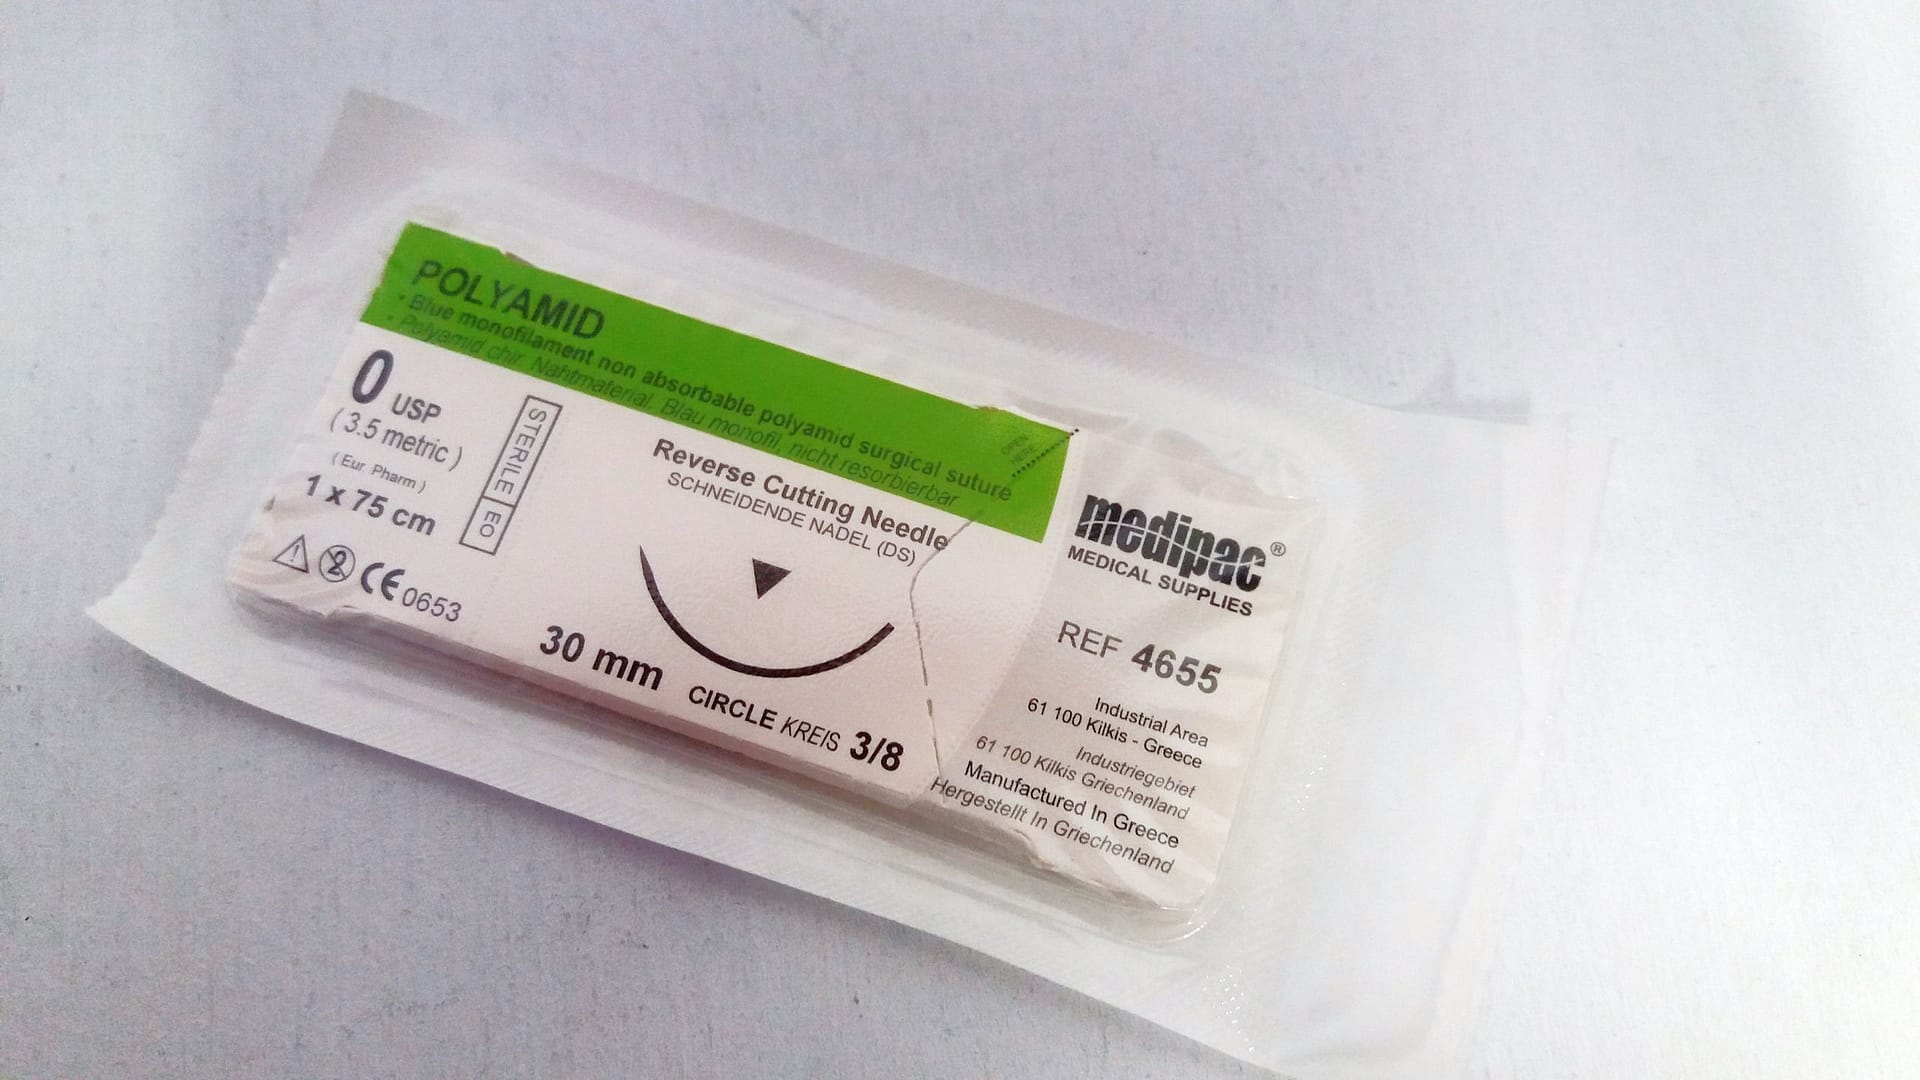 POLYAMID
· Blue monofilament non absorbable polyamid surgical suture
· Polyamid chir. Nahtmaterial. Blau monofil, nicht resorbierbar
OPEN
HERE
0 USP
( 3.5 metric )
( Eur. Pharm )
1 x 75 cm
STERILE EO
2
CE 0653
Reverse Cutting Needle
SCHNEIDENDE NADEL (DS)
30 mm
CIRCLE KREIS 3/8
medipac®
MEDICAL SUPPLIES
REF 4655
Industrial Area
61 100 Kilkis - Greece
Industriegebiet
61 100 Kilkis Griechenland
Manufactured In Greece
Hergestellt In Griechenland